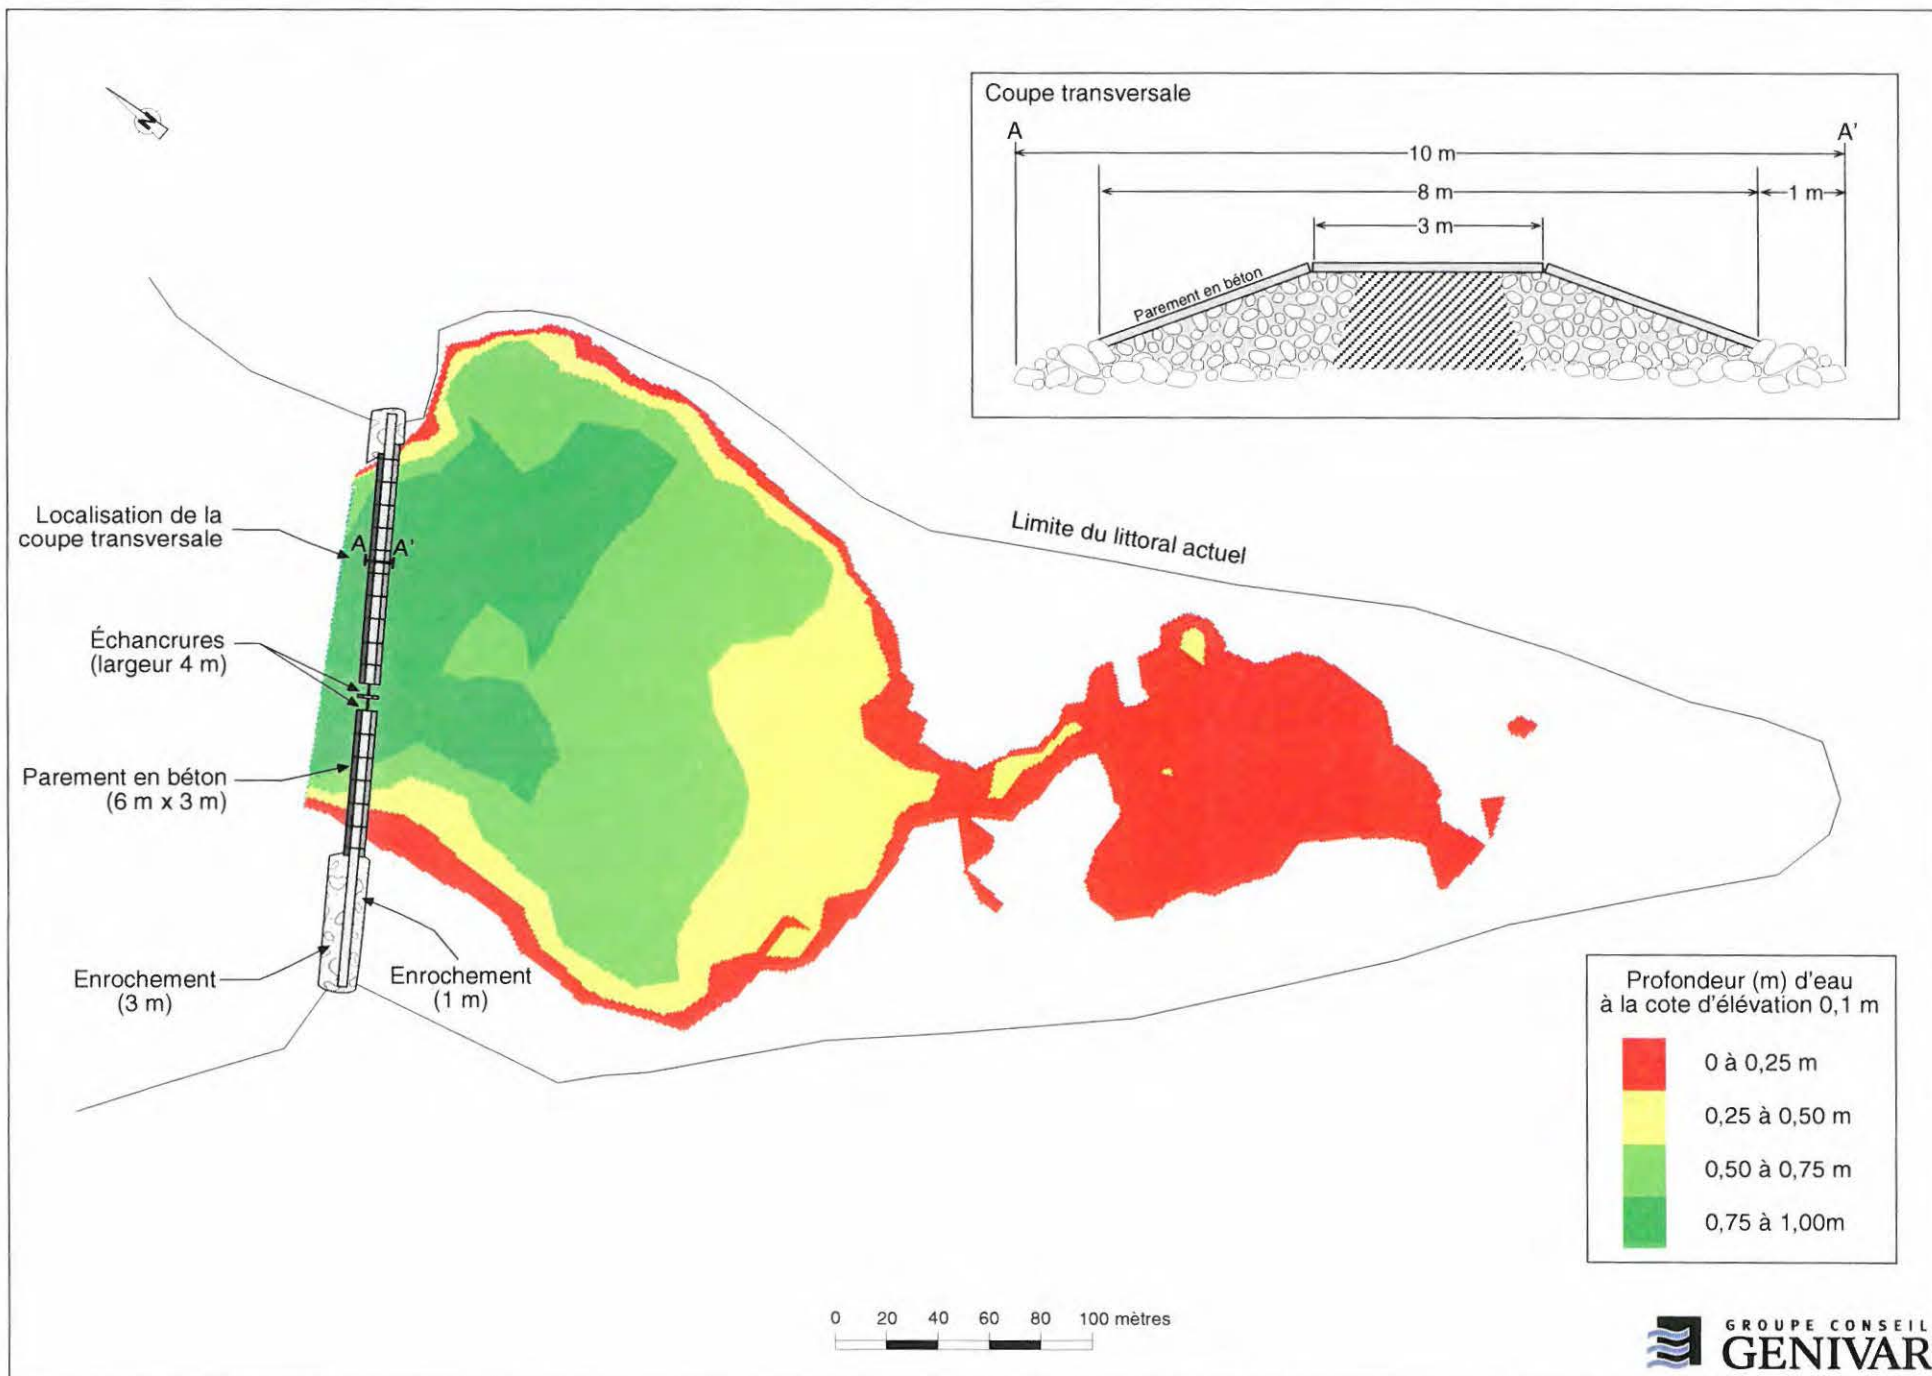 N
Coupe transversale
A
A'
10 m
8 m
1 m
3 m
Parement en béton
Localisation de la
coupe transversale
A
A'
Échancrures
(largeur 4 m)
Parement en béton
(6 m x 3 m)
Enrochement
(3 m)
Enrochement
(1 m)
Limite du littoral actuel
Profondeur (m) d'eau
à la cote d'élévation 0,1 m
0 à 0,25 m
0,25 à 0,50 m
0,50 à 0,75 m
0,75 à 1,00m
0 20 40 60 80 100 mètres
GROUPE CONSEIL
GENIVAR